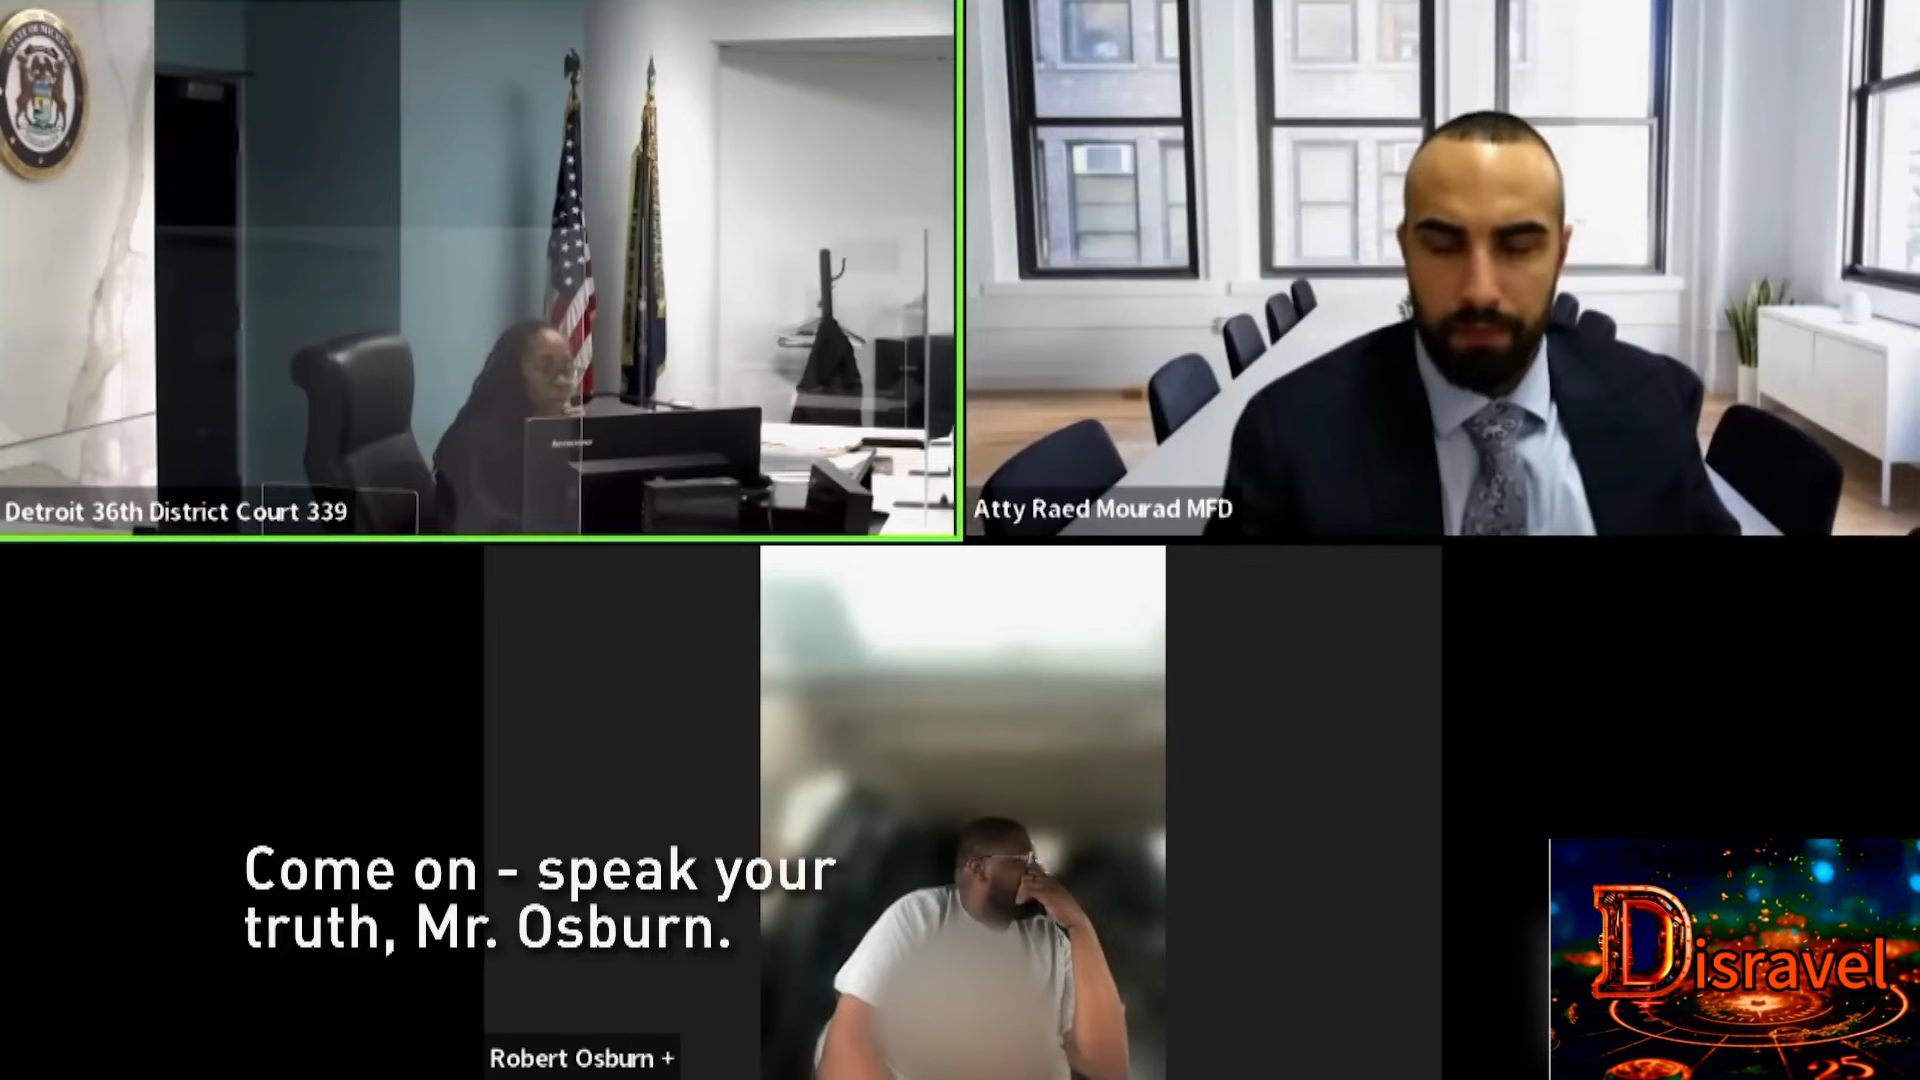 Detroit 36th District Court 339
Atty Raed Mourad MFD
Come on - speak your
truth, Mr. Osburn.
Robert Osburn +
Disravel
25